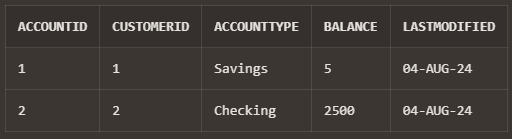 ACCOUNTID CUSTOMERID ACCOUNTTYPE BALANCE LASTMODIFIED
1 1 Savings 5 04-AUG-24
2 2 Checking 2500 04-AUG-24